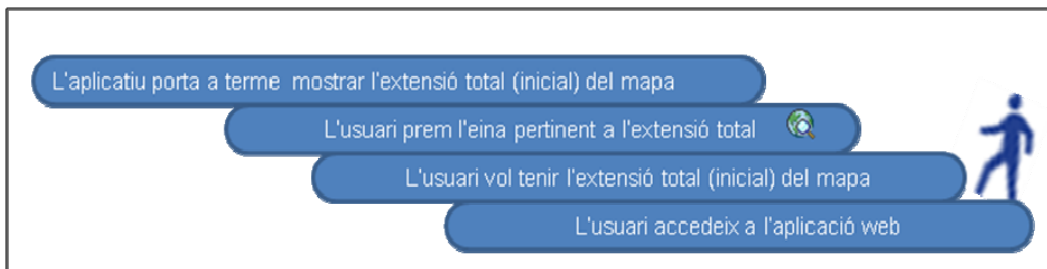 L'aplicatiu porta a terme mostrar l'extensió total (inicial) del mapa
L'usuari prem l'eina pertinent a l'extensió total
L'usuari vol tenir l'extensió total (inicial) del mapa
L'usuari accedeix a l'aplicació web